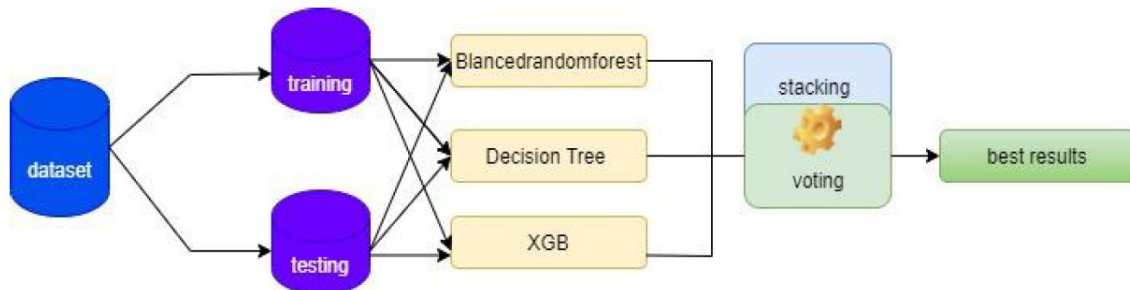 dataset
training
testing
Blancedrandomforest
Decision Tree
XGB
stacking
voting
best results